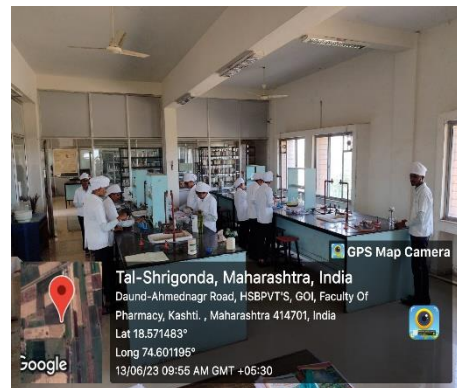 GPS Map Camera
Tal-Shrigonda, Maharashtra, India
Daund-Ahmednagr Road, HSBPVT'S, GOI, Faculty Of
Pharmacy, Kashti. , Maharashtra 414701, India
Lat 18.571483°
Long 74.601195°
13/06/23 09:55 AM GMT +05:30
Google